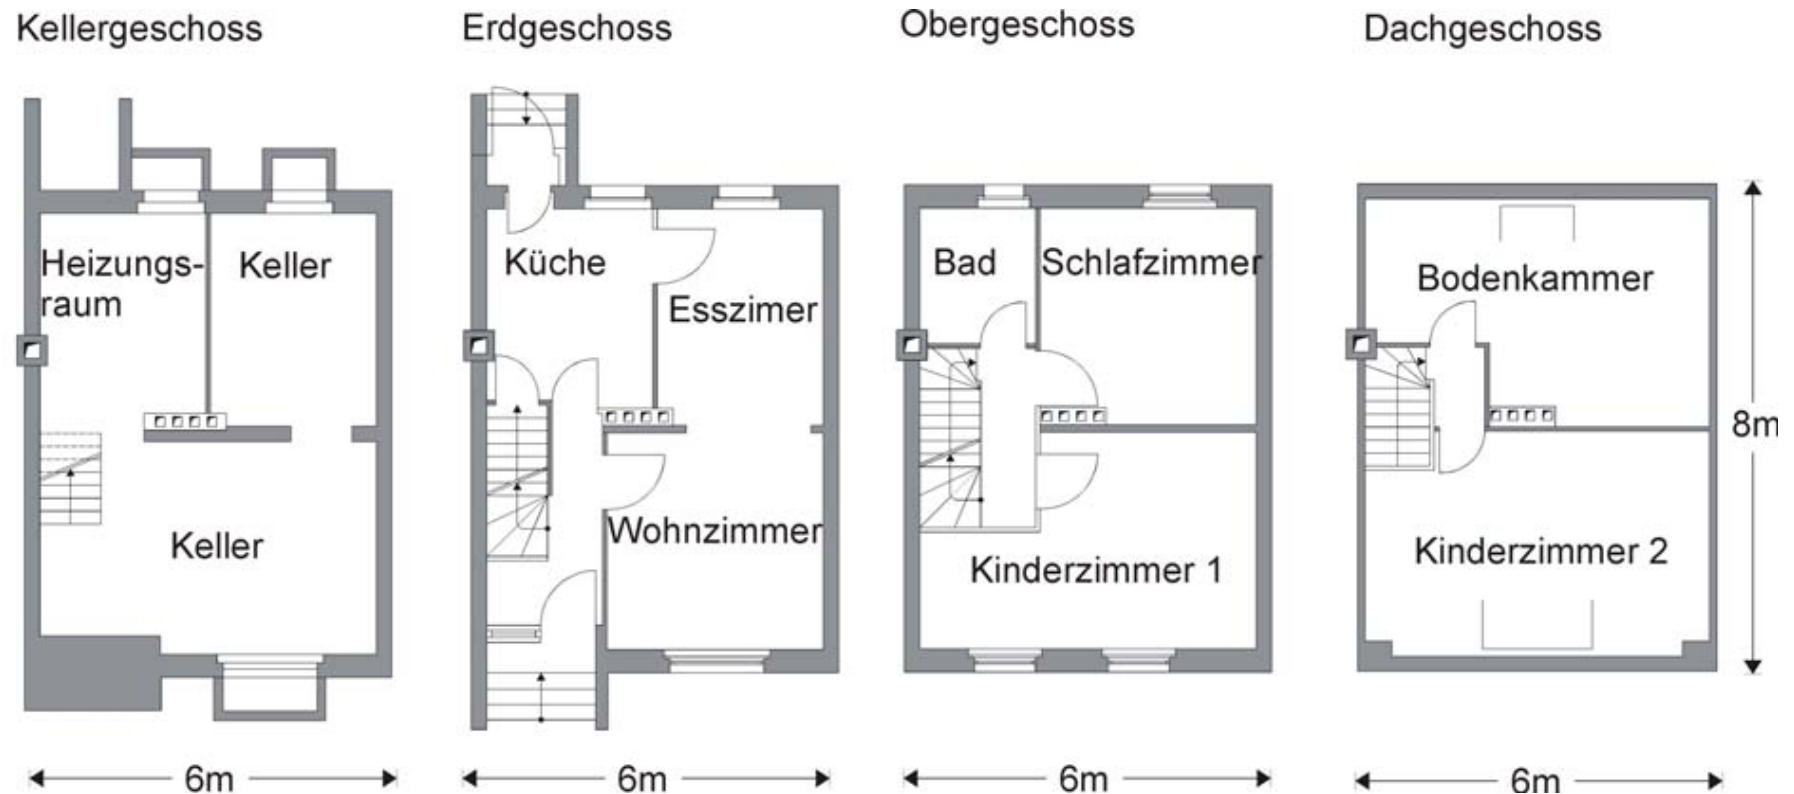 Kellergeschoss
Erdgeschoss
Obergeschoss
Dachgeschoss
Heizungs-
raum
Keller
Keller
Küche
Esszimer
Wohnzimmer
Bad
Schlafzimmer
Kinderzimmer 1
Bodenkammer
Kinderzimmer 2
8m
6m
6m
6m
6m